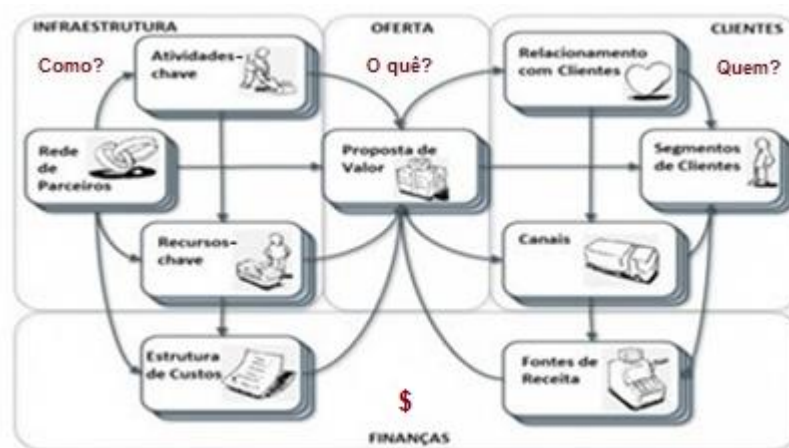 INFRAESTRUTURA
OFERTA
CLIENTES
Como?
Atividades-
chave
O quê?
Relacionamento
com Clientes
Quem?
Rede
de
Parceiros
Proposta de
Valor
Segmentos
de Clientes
Recursos-
chave
Canais
Estrutura
de Custos
$
Fontes de
Receita
FINANÇAS